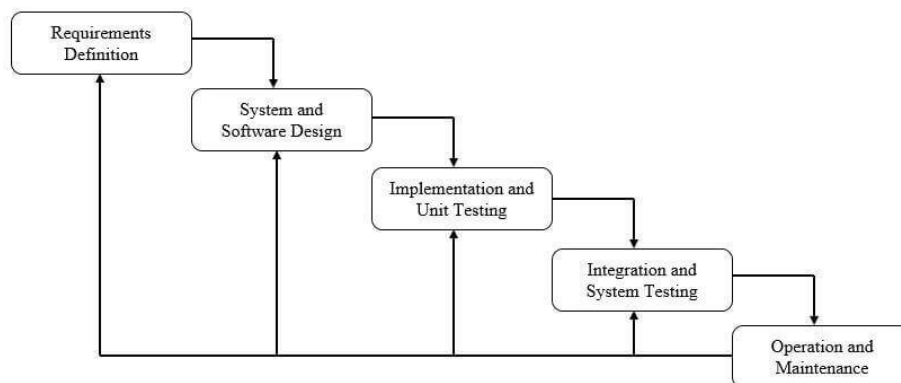 Requirements
Definition
System and
Software Design
Implementation and
Unit Testing
Integration and
System Testing
Operation and
Maintenance